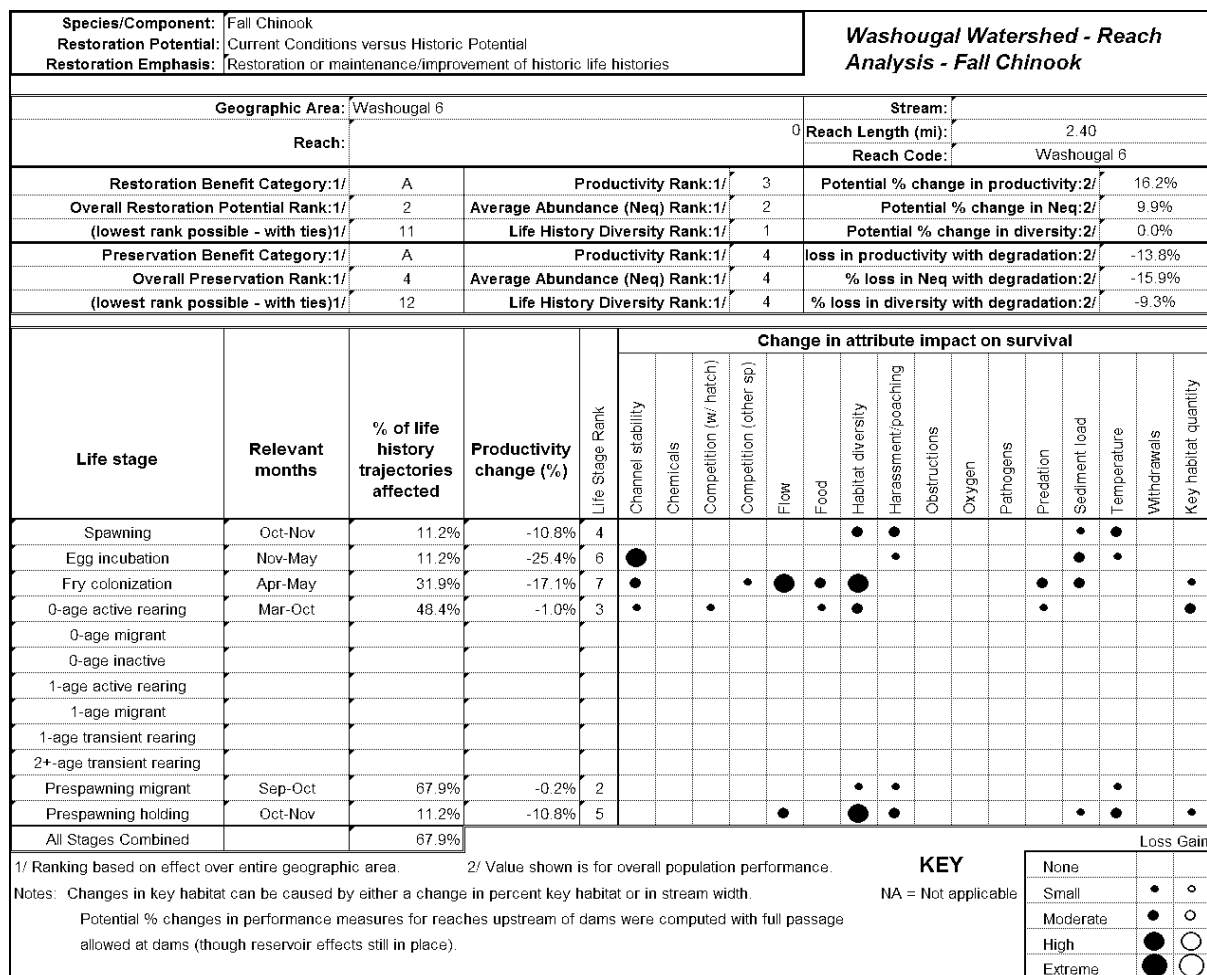 Species/Component: Fall Chinook
Restoration Potential: Current Conditions versus Historic Potential
Restoration Emphasis: Restoration or maintenance/improvement of historic life histories
Washougal Watershed - Reach
Analysis - Fall Chinook
Geographic Area: Washougal 6 Stream:
Reach: 0 Reach Length (mi): 2.40
Reach Code: Washougal 6
Restoration Benefit Category:1/ A Productivity Rank:1/ 3 Potential % change in productivity:2/ 16.2%
Overall Restoration Potential Rank:1/ 2 Average Abundance (Neq) Rank:1/ 2 Potential % change in Neq:2/ 9.9%
(lowest rank possible - with ties)1/ 11 Life History Diversity Rank:1/ 1 Potential % change in diversity:2/ 0.0%
Preservation Benefit Category:1/ A Productivity Rank:1/ 4 loss in productivity with degradation:2/ -13.8%
Overall Preservation Rank:1/ 4 Average Abundance (Neq) Rank:1/ 4 % loss in Neq with degradation:2/ -15.9%
(lowest rank possible - with ties)1/ 12 Life History Diversity Rank:1/ 4 % loss in diversity with degradation:2/ -9.3%
Change in attribute impact on survival
Life stage
Relevant
months
% of life
history
trajectories
affected
Productivity
change (%)
Life Stage Rank
Channel stability
Chemicals
Competition (w/ hatch)
Competition (other sp)
Flow
Food
Habitat diversity
Harassment/poaching
Obstructions
Oxygen
Pathogens
Predation
Sediment load
Temperature
Withdrawals
Key habitat quantity
Spawning Oct-Nov 11.2% -10.8% 4
Egg incubation Nov-May 11.2% -25.4% 6
Fry colonization Apr-May 31.9% -17.1% 7
0-age active rearing Mar-Oct 48.4% -1.0% 3
0-age migrant
0-age inactive
1-age active rearing
1-age migrant
1-age transient rearing
2+-age transient rearing
Prespawning migrant Sep-Oct 67.9% -0.2% 2
Prespawning holding Oct-Nov 11.2% -10.8% 5
All Stages Combined 67.9%
Loss Gain
1/ Ranking based on effect over entire geographic area. 2/ Value shown is for overall population performance.
KEY
None
Notes: Changes in key habitat can be caused by either a change in percent key habitat or in stream width.
NA = Not applicable
Small
Potential % changes in performance measures for reaches upstream of dams were computed with full passage
Moderate
allowed at dams (though reservoir effects still in place).
High
Extreme